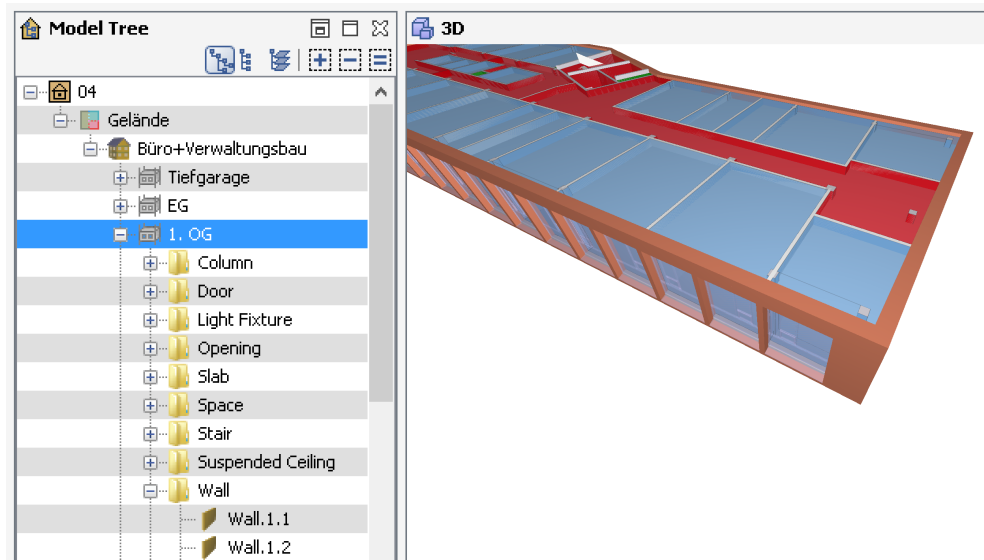 Model Tree
3D
04
Gelände
Büro+Verwaltungsbau
Tiefgarage
EG
1. OG
Column
Door
Light Fixture
Opening
Slab
Space
Stair
Suspended Ceiling
Wall
Wall.1.1
Wall.1.2